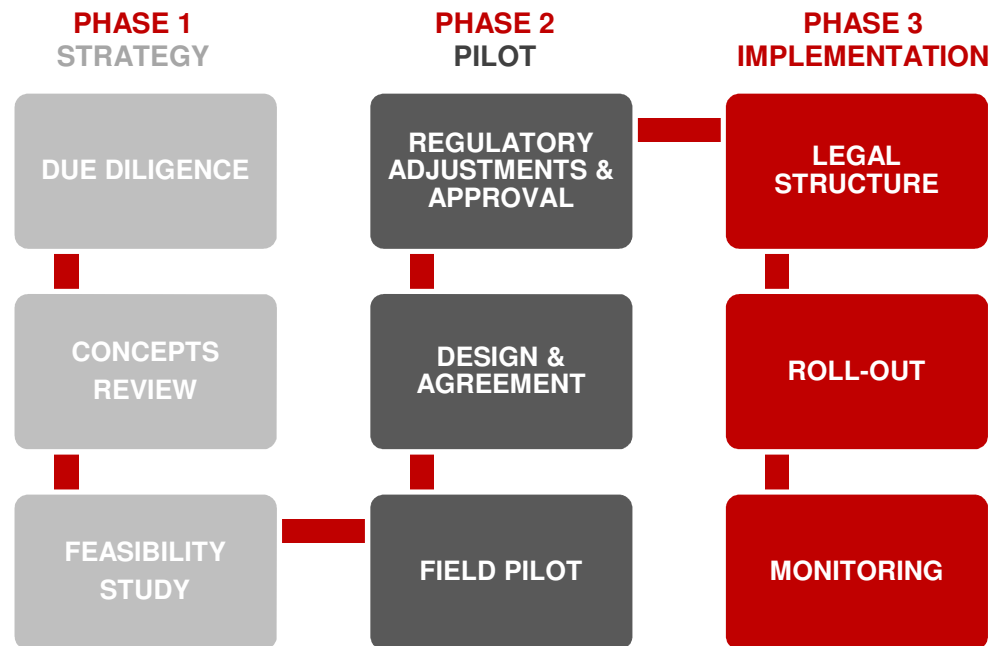 PHASE 1
STRATEGY
PHASE 2
PILOT
PHASE 3
IMPLEMENTATION
DUE DILIGENCE
REGULATORY
ADJUSTMENTS &
APPROVAL
LEGAL
STRUCTURE
CONCEPTS
REVIEW
DESIGN &
AGREEMENT
ROLL-OUT
FEASIBILITY
STUDY
FIELD PILOT
MONITORING